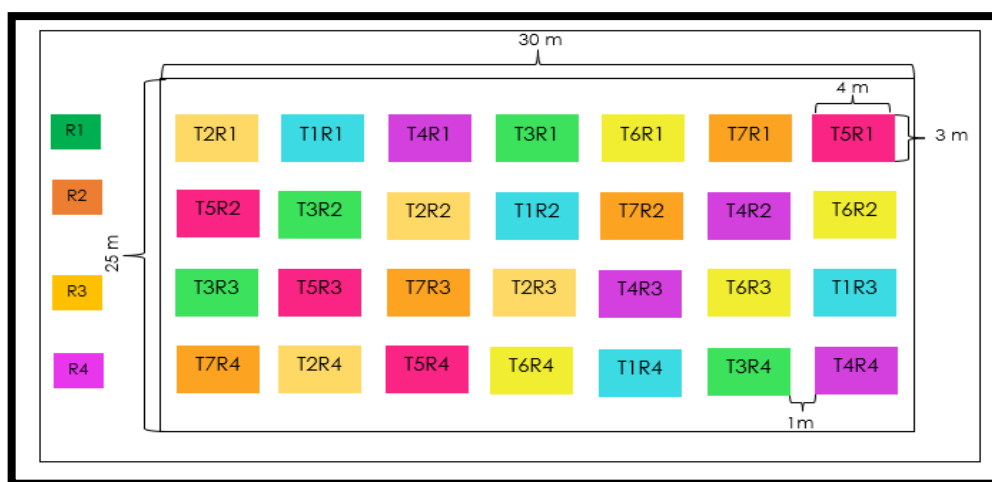 30 m
4 m
R1 T2R1 T1R1 T4R1 T3R1 T6R1 T7R1 T5R1 3 m
R2 T5R2 T3R2 T2R2 T1R2 T7R2 T4R2 T6R2
25 m
R3 T3R3 T5R3 T7R3 T2R3 T4R3 T6R3 T1R3
R4 T7R4 T2R4 T5R4 T6R4 T1R4 T3R4 T4R4
1m